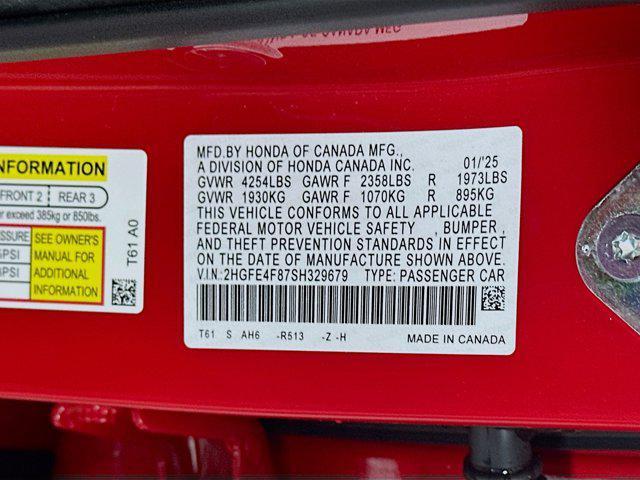 MFD.BY HONDA OF CANADA MFG.,
A DIVISION OF HONDA CANADA INC. 01/'25
GVWR 4254LBS GAWR F 2358LBS R 1973LBS
GVWR 1930KG GAWR F 1070KG R 895KG
THIS VEHICLE CONFORMS TO ALL APPLICABLE
FEDERAL MOTOR VEHICLE SAFETY , BUMPER ,
AND THEFT PREVENTION STANDARDS IN EFFECT
ON THE DATE OF MANUFACTURE SHOWN ABOVE.
V.I.N.: 2HGFE4F87SH329679 TYPE: PASSENGER CAR
T61 S AH6 -R513 -Z -H MADE IN CANADA
NFORMATION
FRONT 2 REAR 3
er exceed 385kg or 850lbs.
SSURE
PSI
PSI
SEE OWNER'S
MANUAL FOR
ADDITIONAL
INFORMATION
T61 A0